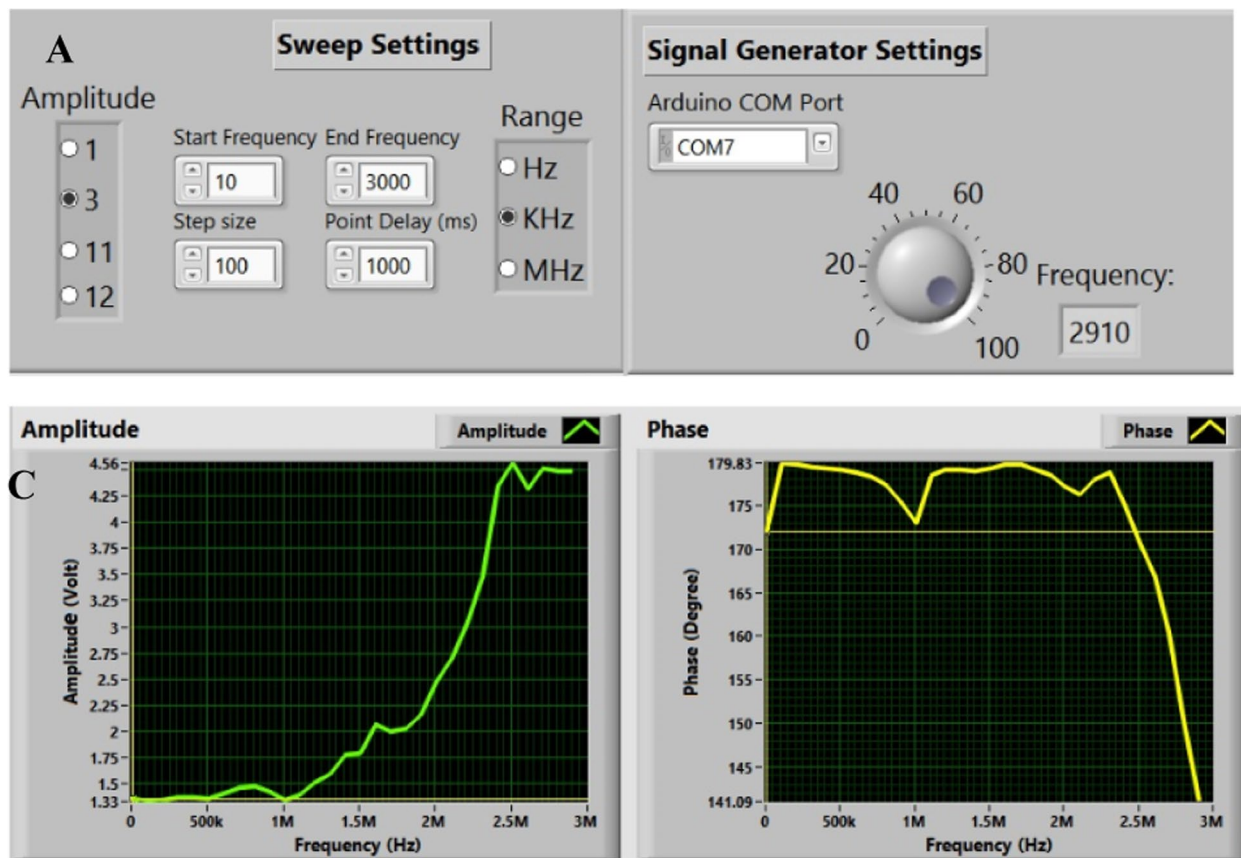 A
Sweep Settings
Amplitude
1
3
11
12
Start Frequency
10
End Frequency
3000
Step size
100
Point Delay (ms)
1000
Range
Hz
KHz
MHz
Signal Generator Settings
Arduino COM Port
COM7
0
20
40
60
80
100
Frequency:
2910
C
Amplitude
Amplitude
Amplitude (Volt)
4.56
4.25
4
3.75
3.5
3.25
3
2.75
2.5
2.25
2
1.75
1.5
1.33
0
500k
1M
1.5M
2M
2.5M
3M
Frequency (Hz)
Phase
Phase
Phase (Degree)
179.83
175
170
165
160
155
150
145
141.09
0
500k
1M
1.5M
2M
2.5M
3M
Frequency (Hz)